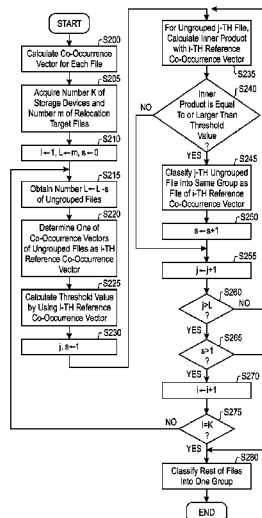 START
S200
Calculate Co-Occurrence
Vector for Each File
S205
Acquire Number K of
Storage Devices and
Number m of Relocation
Target Files
S210
i←1, L←m, s←0
S215
Obtain Number L←L -s
of Ungrouped Files
S220
Determine One of
Co-Occurrence Vectors
of Ungrouped Files as i-TH
Reference Co-Occurrence
Vector
S225
Calculate Threshold Value
by Using i-TH Reference
Co-Occurrence Vector
S230
j, s←1
For Ungrouped j-TH File,
Calculate Inner Product
with i-TH Reference
Co-Occurrence Vector
S235
S240
Inner
Product is Equal
To or Larger Than
Threshold
Value
?
NO
YES
S245
Classify j-TH Ungrouped
File into Same Group as
File of i-TH Reference
Co-Occurrence Vector
S250
s←s+1
S255
j←j+1
S260
j>L
?
NO
YES
S265
s>1
?
NO
YES
S270
i←i+1
S275
i=K
?
NO
YES
S280
Classify Rest of Files
Into One Group
END